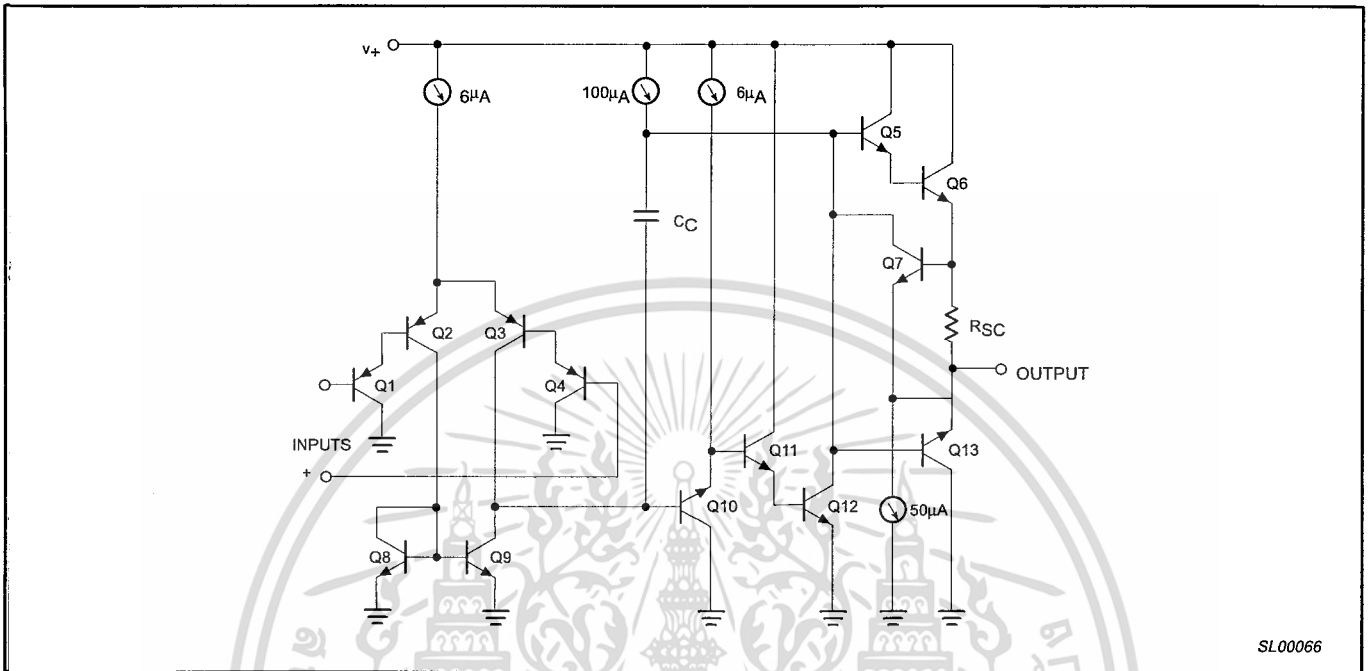 V+
6μA
100μA
6μA
Q5
Q6
CC
Q7
Q2
Q3
RSC
Q1
Q4
OUTPUT
INPUTS
+
Q11
Q13
Q10
Q12
50μA
Q8
Q9
SL00066